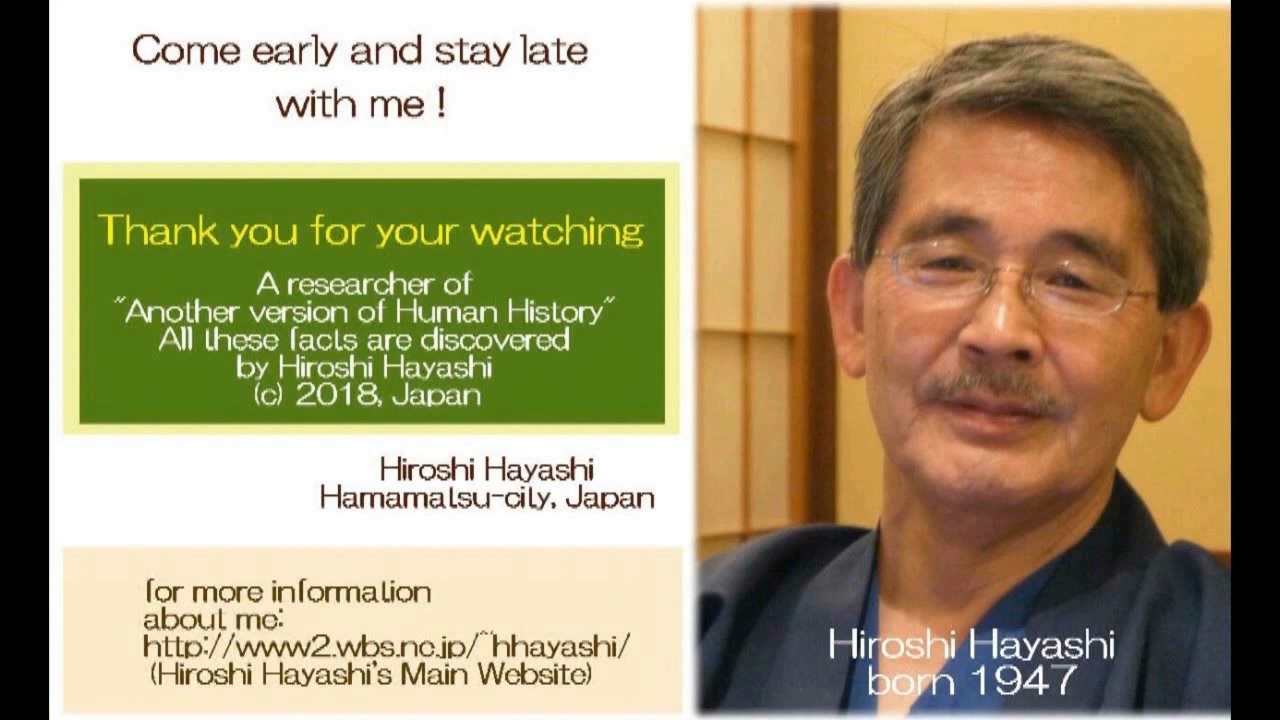 Come early and stay late
with me !
Thank you for your watching
A researcher of
"Another version of Human History"
All these facts are discovered
by Hiroshi Hayashi
(c) 2018, Japan
Hiroshi Hayashi
Hamamatsu-city, Japan
for more information
about me:
http://www2.wbs.ne.jp/~hhayashi/
(Hiroshi Hayashi's Main Website)
Hiroshi Hayashi
born 1947